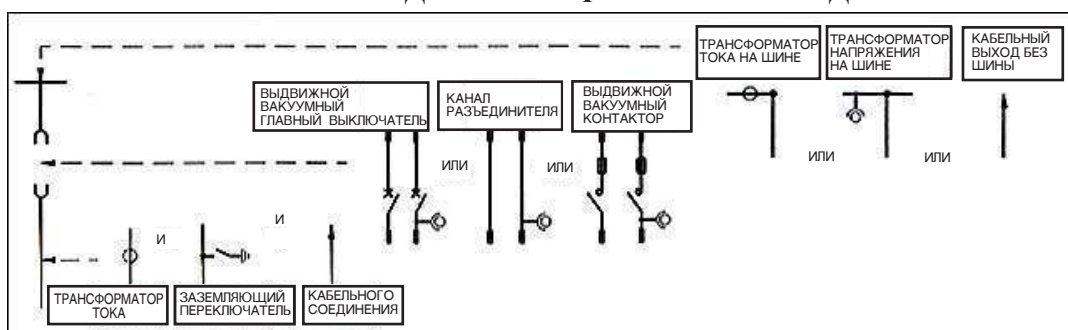 ТРАНСФОРМАТОР
ТОКА НА ШИНЕ
ТРАНСФОРМАТОР
НАПРЯЖЕНИЯ
НА ШИНЕ
КАБЕЛЬНЫЙ
ВЫХОД БЕЗ
ШИНЫ
ВЫДВИЖНОЙ
ВАКУУМНЫЙ
ГЛАВНЫЙ ВЫКЛЮЧАТЕЛЬ
КАНАЛ
РАЗЪЕДИНИТЕЛЯ
ВЫДВИЖНОЙ
ВАКУУМНЫЙ
КОНТАКТОР
ИЛИ
ИЛИ
ИЛИ
ИЛИ
И
И
ТРАНСФОРМАТОР
ТОКА
ЗАЗЕМЛЯЮЩИЙ
ПЕРЕКЛЮЧАТЕЛЬ
КАБЕЛЬНОГО
СОЕДИНЕНИЯ